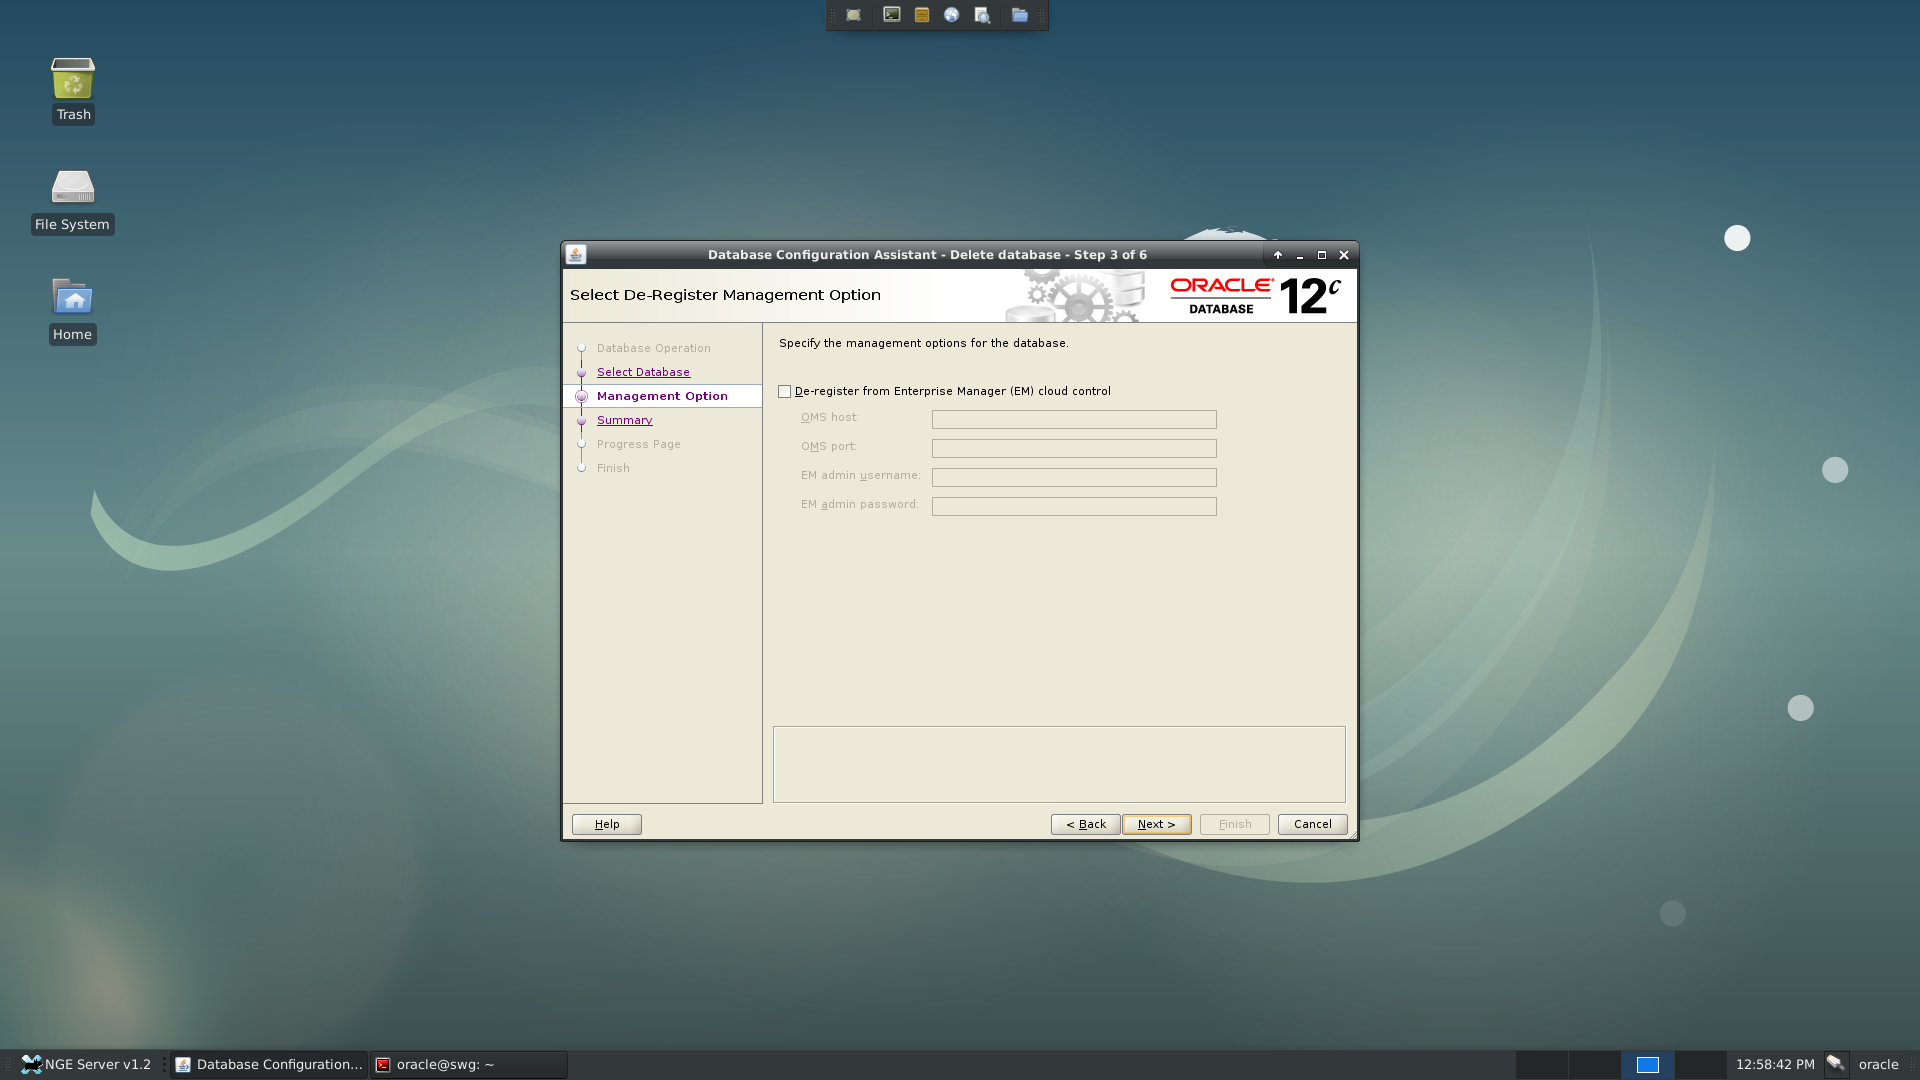 Trash
File System
Home
Database Configuration Assistant - Delete database - Step 3 of 6
Select De-Register Management Option
ORACLE
DATABASE
12c
Database Operation
Select Database
Management Option
Summary
Progress Page
Finish
Specify the management options for the database.
De-register from Enterprise Manager (EM) cloud control
OMS host:
OMS port:
EM admin username:
EM admin password:
Help
< Back
Next >
Finish
Cancel
NGE Server v1.2
Database Configuration...
oracle@swg: ~
12:58:42 PM
oracle